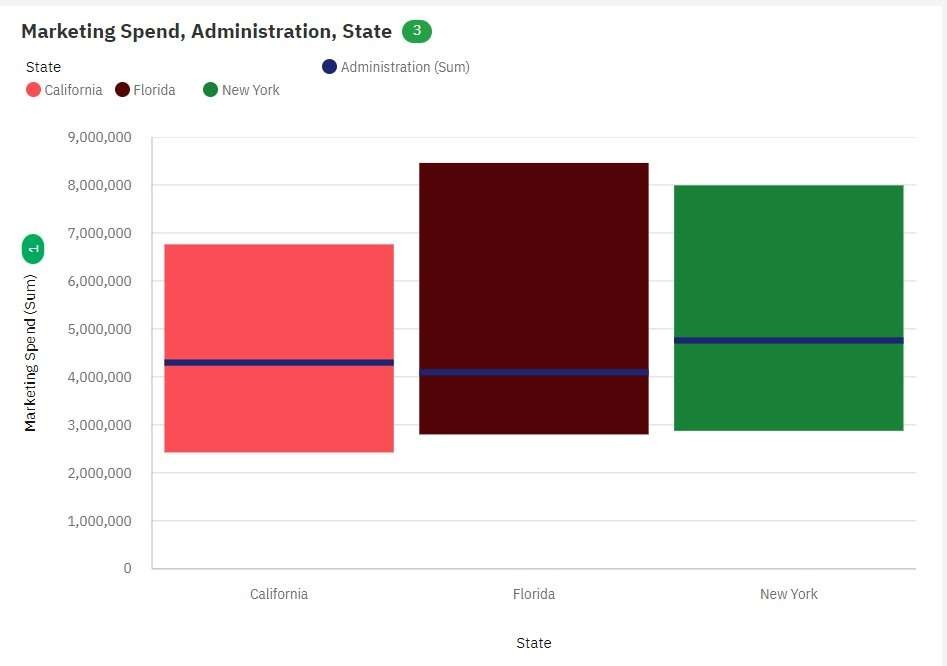 Marketing Spend, Administration, State 3
State
Administration (Sum)
California Florida New York
Marketing Spend (Sum) 1
9,000,000
8,000,000
7,000,000
6,000,000
5,000,000
4,000,000
3,000,000
2,000,000
1,000,000
0
California Florida New York
State